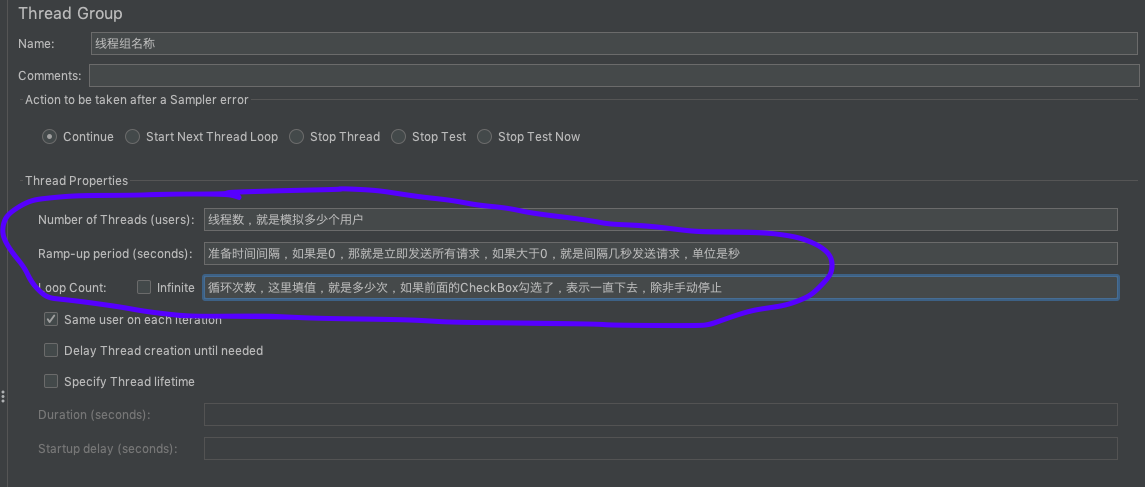 Thread Group
Name: 线程组名称
Comments:
Action to be taken after a Sampler error
Continue Start Next Thread Loop Stop Thread Stop Test Stop Test Now
Thread Properties
Number of Threads (users): 线程数，就是模拟多少个用户
Ramp-up period (seconds): 准备时间间隔，如果是0，那就是立即发送所有请求，如果大于0，就是间隔几秒发送请求，单位是秒
Loop Count: Infinite 循环次数，这里填值，就是多少次，如果前面的CheckBox勾选了，表示一直下去，除非手动停止
Same user on each iteration
Delay Thread creation until needed
Specify Thread lifetime
Duration (seconds):
Startup delay (seconds):